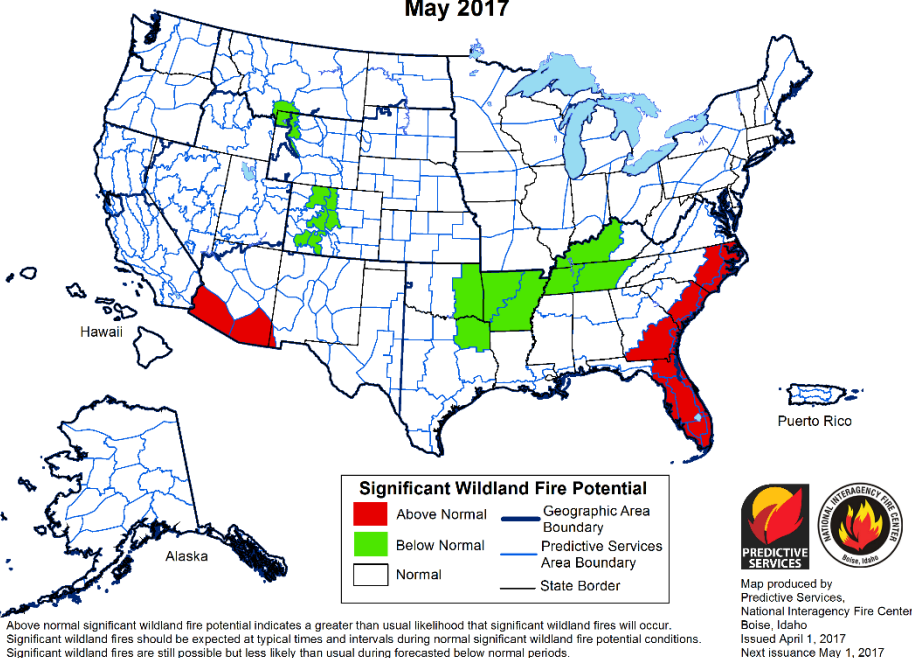 May 2017
Hawaii
Puerto Rico
Alaska
Significant Wildland Fire Potential
Above Normal
Below Normal
Normal
Geographic Area
Boundary
Predictive Services
Area Boundary
State Border
PREDICTIVE
SERVICES
NATIONAL INTERAGENCY FIRE CENTER
Boise, Idaho
Map produced by
Predictive Services,
National Interagency Fire Center
Boise, Idaho
Issued April 1, 2017
Next issuance May 1, 2017
Above normal significant wildland fire potential indicates a greater than usual likelihood that significant wildland fires will occur.
Significant wildland fires should be expected at typical times and intervals during normal significant wildland fire potential conditions.
Significant wildland fires are still possible but less likely than usual during forecasted below normal periods.